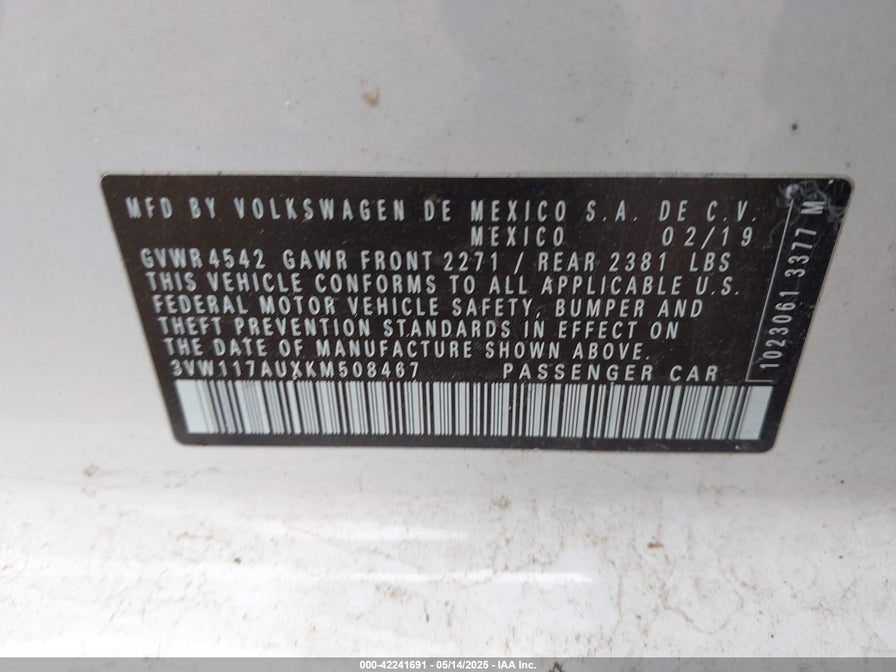 MFD BY VOLKSWAGEN DE MEXICO S.A. DE C.V.
MEXICO 02/19
GVWR 4542 GAWR FRONT 2271 / REAR 2381 LBS
THIS VEHICLE CONFORMS TO ALL APPLICABLE U.S.
FEDERAL MOTOR VEHICLE SAFETY, BUMPER AND
THEFT PREVENTION STANDARDS IN EFFECT ON
THE DATE OF MANUFACTURE SHOWN ABOVE.
3VW117AUXKM508467 PASSENGER CAR
1023061 3377 M
000-42241691 - 05/14/2025 - IAA Inc.